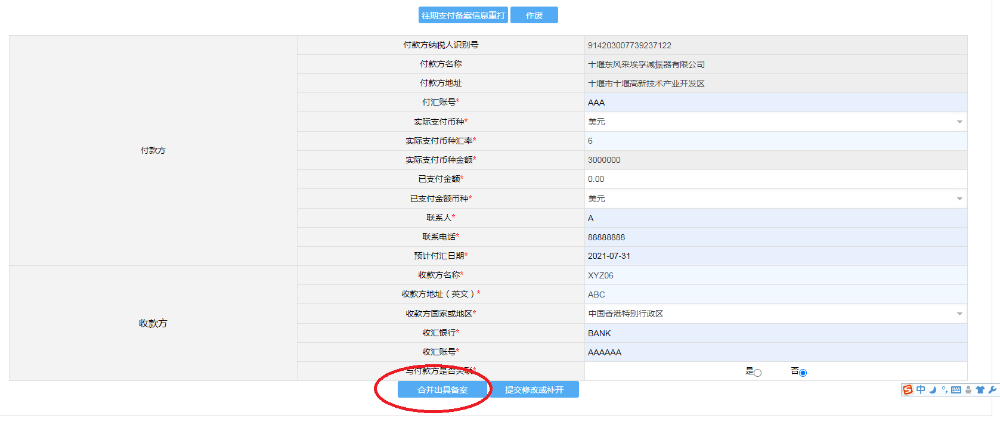 往期支付备案信息重打 作废
付款方纳税人识别号 914203007739237122
付款方名称 十堰东风采埃孚减振器有限公司
付款方地址 十堰市十堰高新技术产业开发区
付汇账号* AAA
实际支付币种* 美元
实际支付币种汇率* 6
付款方
实际支付币种金额* 3000000
已支付金额* 0.00
已支付金额币种* 美元
联系人* A
联系电话* 88888888
预计付汇日期* 2021-07-31
收款方名称* XYZ06
收款方地址（英文）* ABC
收款方国家或地区* 中国香港特别行政区
收款方
收汇银行* BANK
收汇账号* AAAAAA
与付款方是否关联* 是 否
合并出具备案 提交修改或补开
S 中